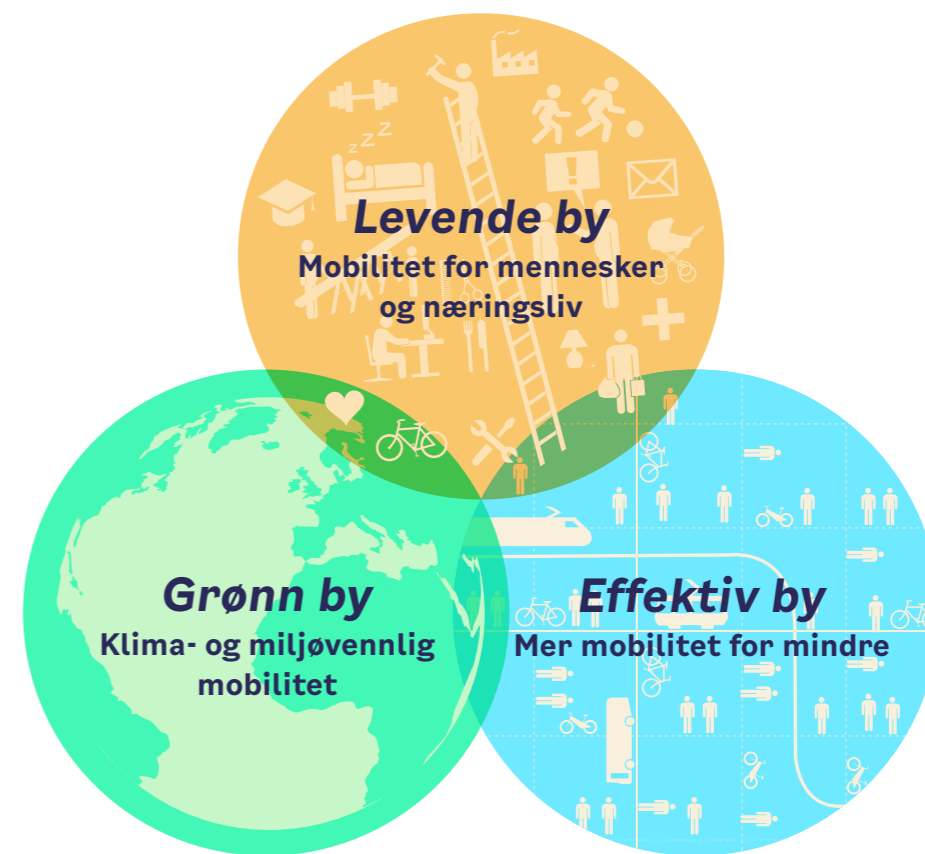 z z z
Levende by
Mobilitet for mennesker
og næringsliv
Grønn by
Klima- og miljøvennlig
mobilitet
Effektiv by
Mer mobilitet for mindre